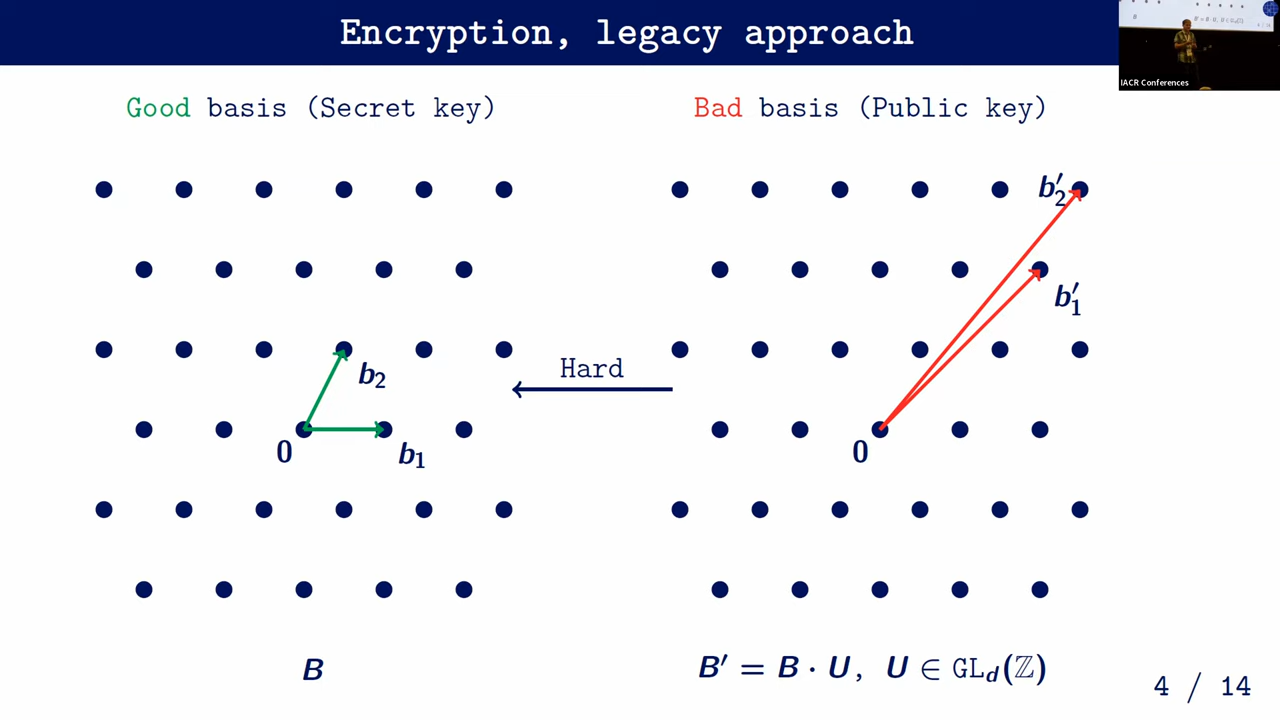 Encryption, legacy approach
IACR Conferences
Good basis (Secret key)
Bad basis (Public key)
b₂
b₁
0
Hard
b′₂
b′₁
0
B
B′ = B · U, U ∈ GL_d(ℤ)
4 / 14